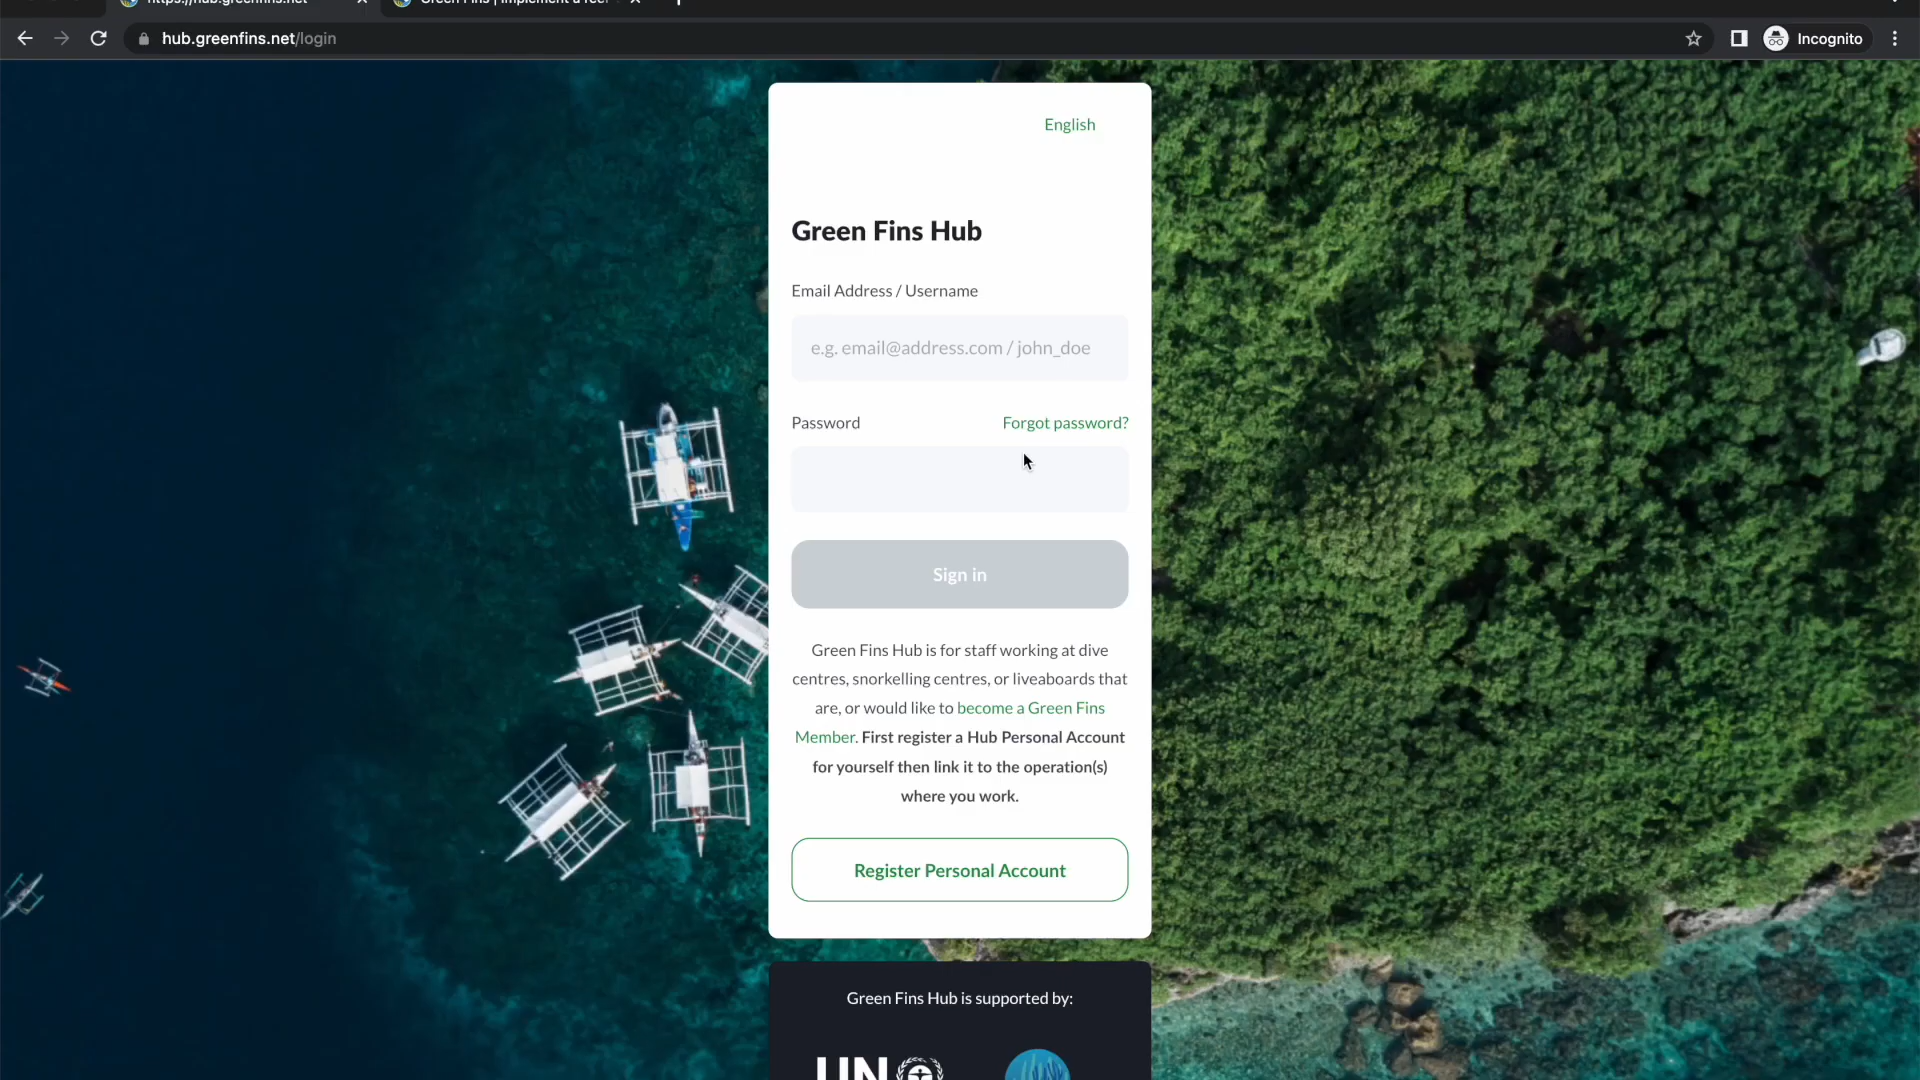 hub.greenfins.net/login
Incognito
English
Green Fins Hub
Email Address / Username
e.g. email@address.com / john_doe
Password
Forgot password?
Sign in
Green Fins Hub is for staff working at dive
centres, snorkelling centres, or liveaboards that
are, or would like to become a Green Fins
Member. First register a Hub Personal Account
for yourself then link it to the operation(s)
where you work.
Register Personal Account
Green Fins Hub is supported by:
UN